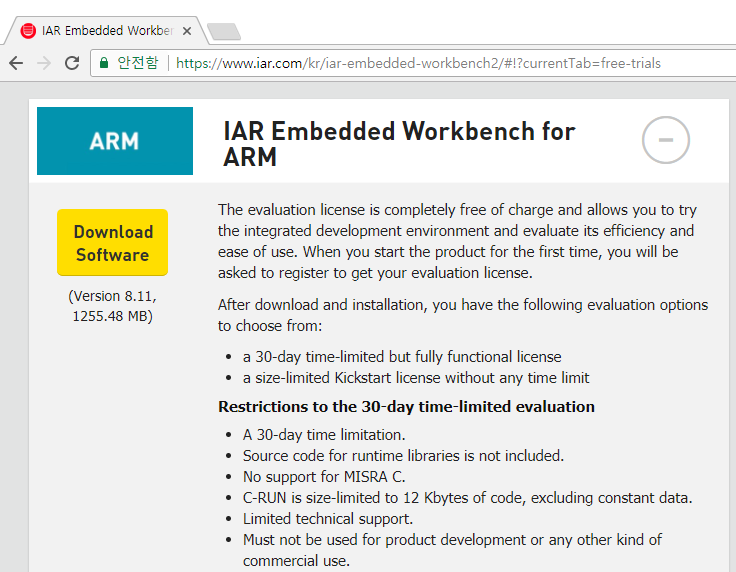 IAR Embedded Workber
안전함
https://www.iar.com/kr/iar-embedded-workbench2/#!?currentTab=free-trials
ARM
IAR Embedded Workbench for
ARM
Download
Software
(Version 8.11,
1255.48 MB)
The evaluation license is completely free of charge and allows you to try
the integrated development environment and evaluate its efficiency and
ease of use. When you start the product for the first time, you will be
asked to register to get your evaluation license.
After download and installation, you have the following evaluation options
to choose from:
• a 30-day time-limited but fully functional license
• a size-limited Kickstart license without any time limit
Restrictions to the 30-day time-limited evaluation
• A 30-day time limitation.
• Source code for runtime libraries is not included.
• No support for MISRA C.
• C-RUN is size-limited to 12 Kbytes of code, excluding constant data.
• Limited technical support.
• Must not be used for product development or any other kind of
commercial use.